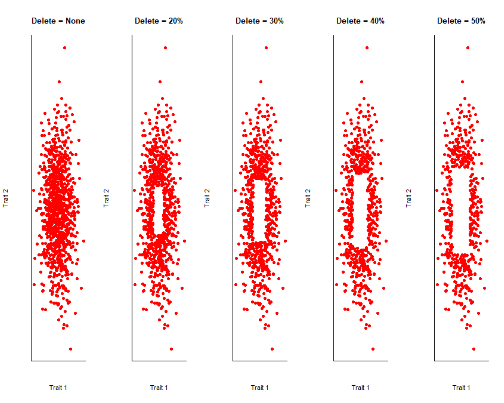 Delete = None
Delete = 20%
Delete = 30%
Delete = 40%
Delete = 50%
Trait 2
Trait 2
Trait 2
Trait 2
Trait 2
Trait 1
Trait 1
Trait 1
Trait 1
Trait 1